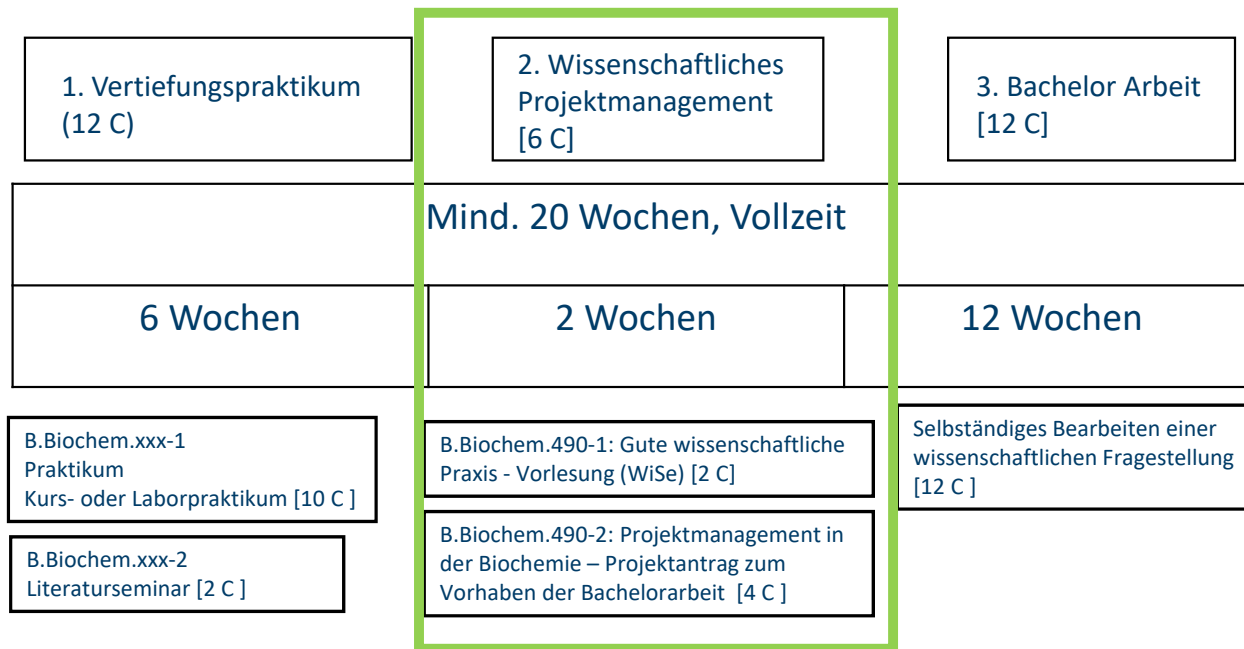 1. Vertiefungspraktikum
(12 C)
2. Wissenschaftliches
Projektmanagement
[6 C]
3. Bachelor Arbeit
[12 C]
Mind. 20 Wochen, Vollzeit
6 Wochen
2 Wochen
12 Wochen
B.Biochem.xxx-1
Praktikum
Kurs- oder Laborpraktikum [10 C ]
B.Biochem.xxx-2
Literaturseminar [2 C ]
B.Biochem.490-1: Gute wissenschaftliche
Praxis - Vorlesung (WiSe) [2 C]
B.Biochem.490-2: Projektmanagement in
der Biochemie – Projektantrag zum
Vorhaben der Bachelorarbeit [4 C ]
Selbständiges Bearbeiten einer
wissenschaftlichen Fragestellung
[12 C ]